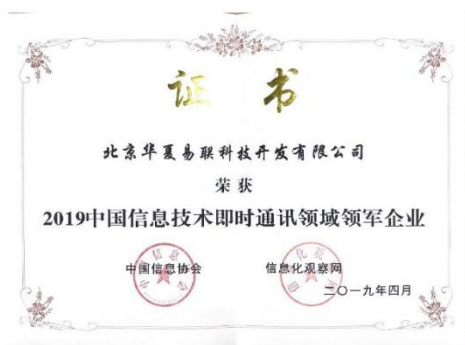 证书
北京华夏易联科技开发有限公司
荣获
2019中国信息技术即时通讯领域领军企业
中国信息协会 信息化观察网
二〇一九年四月